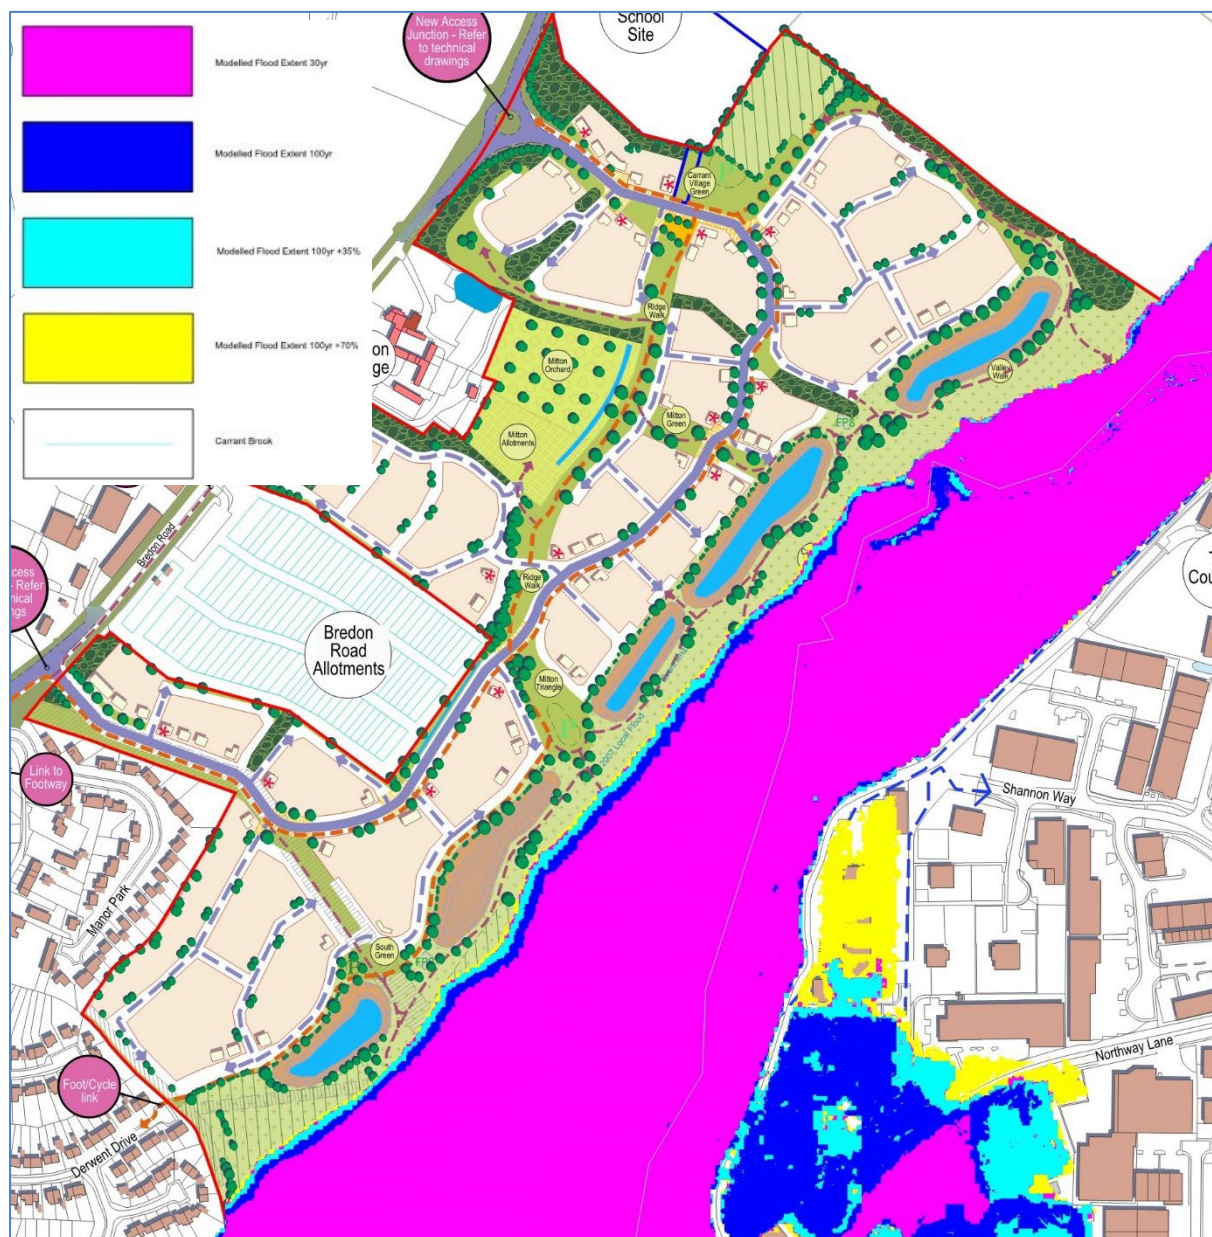 Modelled Flood Extent 30yr
Modelled Flood Extent 100yr
Modelled Flood Extent 100yr +35%
Modelled Flood Extent 100yr +70%
Carrant Brook
New Access
Junction - Refer
to technical
drawings
School
Site
P
Carrant
Village
Green
Ridge
Walk
Mitton
Orchard
Mitton
Allotments
Mitton
Green
Valley
Walk
FPS
Bredon Road
- Refer
Bredon
Road
Allotments
Ridge
Walk
Mitton
Triangle
P
2007 Local Flood
Link to
Footway
Manor Park
South
Green
P
Foot/Cycle
link
Derwent Drive
Shannon Way
Northway Lane